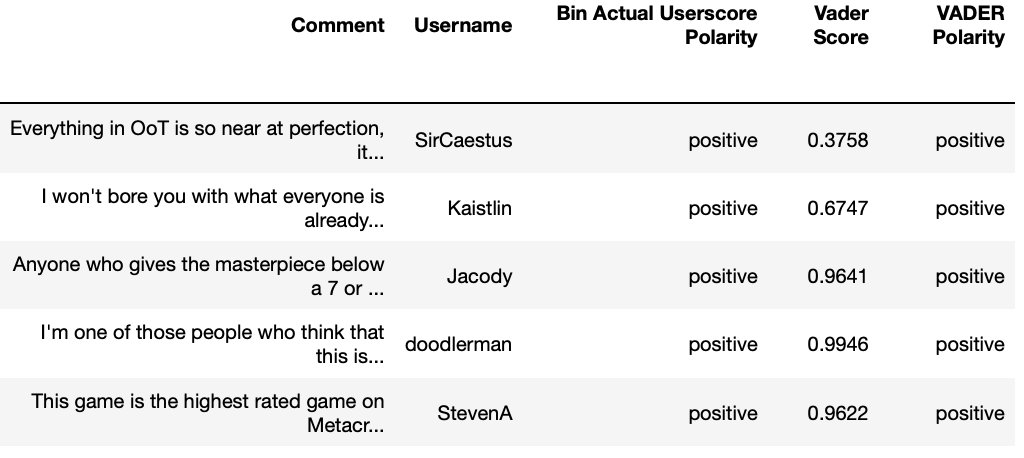 Comment Username Bin Actual Userscore Polarity Vader Score VADER Polarity
Everything in OoT is so near at perfection, it... SirCaestus positive 0.3758 positive
I won't bore you with what everyone is already... Kaistlin positive 0.6747 positive
Anyone who gives the masterpiece below a 7 or ... Jacody positive 0.9641 positive
I'm one of those people who think that this is... doodlerman positive 0.9946 positive
This game is the highest rated game on Metacr... StevenA positive 0.9622 positive